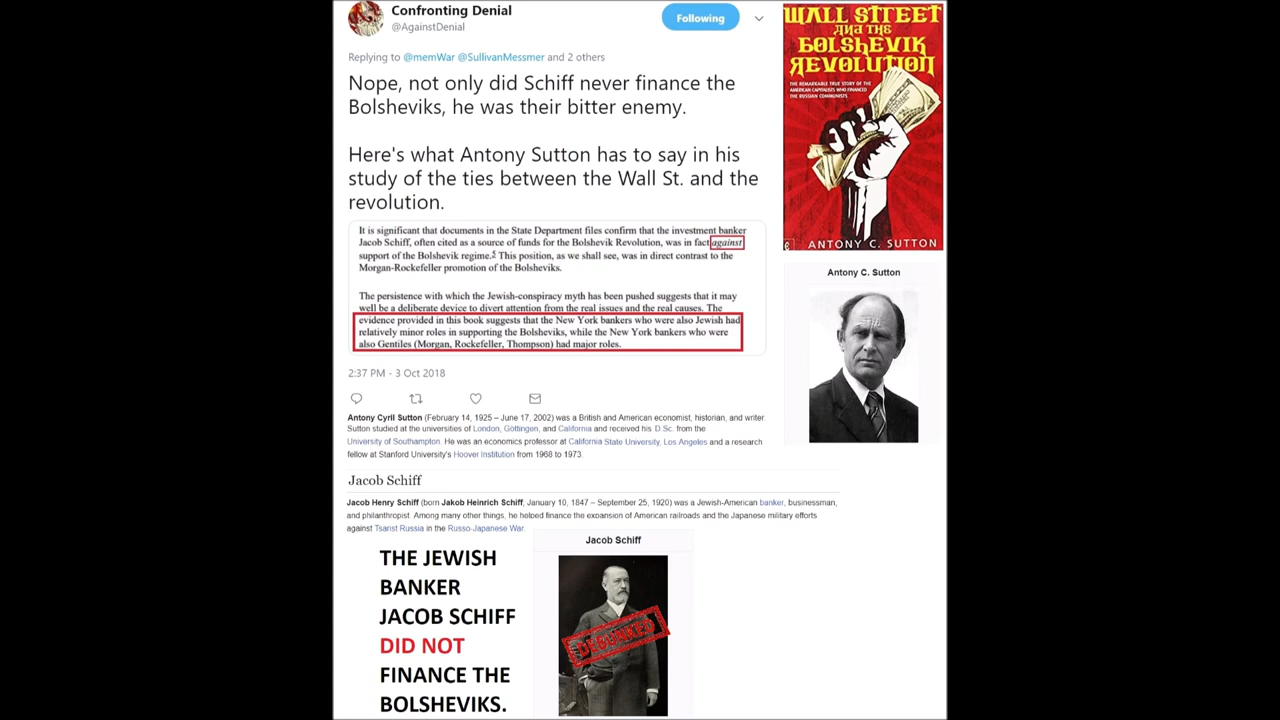 Confronting Denial
@AgainstDenial
Following
Replying to @memWar @SullivanMessmer and 2 others
Nope, not only did Schiff never finance the
Bolsheviks, he was their bitter enemy.
Here's what Antony Sutton has to say in his
study of the ties between the Wall St. and the
revolution.
It is significant that documents in the State Department files confirm that the investment banker
Jacob Schiff, often cited as a source of funds for the Bolshevik Revolution, was in fact against
support of the Bolshevik regime.5 This position, as we shall see, was in direct contrast to the
Morgan-Rockefeller promotion of the Bolsheviks.
The persistence with which the Jewish-conspiracy myth has been pushed suggests that it may
well be a deliberate device to divert attention from the real issues and the real causes. The
evidence provided in this book suggests that the New York bankers who were also Jewish had
relatively minor roles in supporting the Bolsheviks, while the New York bankers who were
also Gentiles (Morgan, Rockefeller, Thompson) had major roles.
2:37 PM - 3 Oct 2018
WALL STREET
AND THE
BOLSHEVIK
REVOLUTION
THE REMARKABLE TRUE STORY OF THE
AMERICAN CAPITALISTS WHO FINANCED
THE RUSSIAN COMMUNISTS
ANTONY C. SUTTON
Antony C. Sutton
Antony Cyril Sutton (February 14, 1925 – June 17, 2002) was a British and American economist, historian, and writer.
Sutton studied at the universities of London, Göttingen, and California and received his D.Sc. from the
University of Southampton. He was an economics professor at California State University, Los Angeles and a research
fellow at Stanford University's Hoover Institution from 1968 to 1973.
Jacob Schiff
Jacob Henry Schiff (born Jakob Heinrich Schiff, January 10, 1847 – September 25, 1920) was a Jewish-American banker, businessman,
and philanthropist. Among many other things, he helped finance the expansion of American railroads and the Japanese military efforts
against Tsarist Russia in the Russo-Japanese War.
Jacob Schiff
THE JEWISH
BANKER
JACOB SCHIFF
DID NOT
FINANCE THE
BOLSHEVIKS.
DEBUNKED